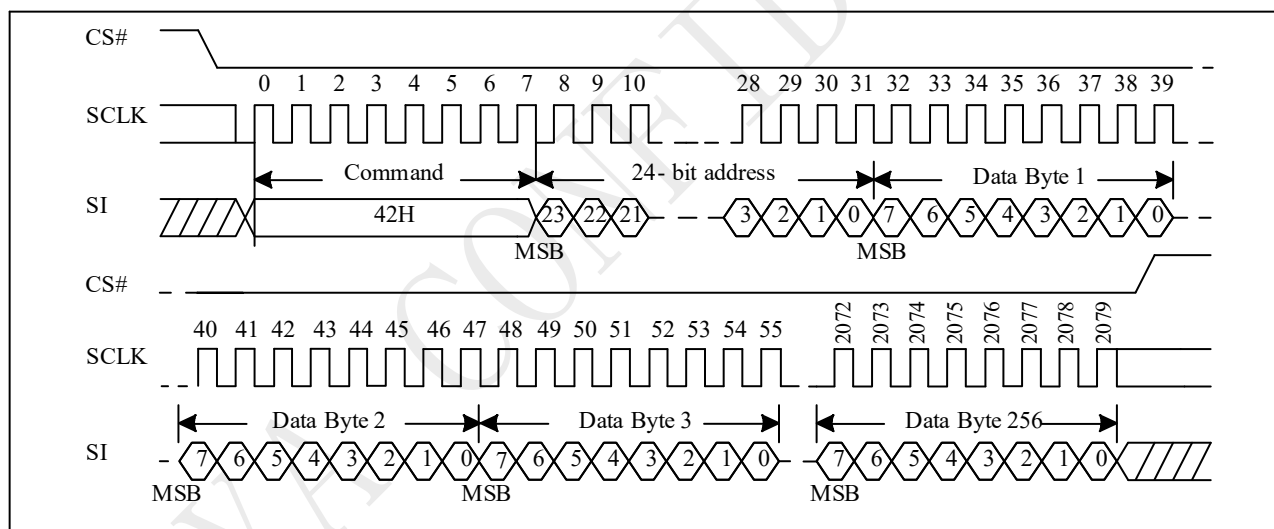 CS#
0 1 2 3 4 5 6 7 8 9 10 28 29 30 31 32 33 34 35 36 37 38 39
SCLK
Command 24- bit address Data Byte 1
SI 42H 23 22 21 3 2 1 0 7 6 5 4 3 2 1 0
MSB MSB
CS#
40 41 42 43 44 45 46 47 48 49 50 51 52 53 54 55 2072 2073 2074 2075 2076 2077 2078 2079
SCLK
Data Byte 2 Data Byte 3 Data Byte 256
SI 7 6 5 4 3 2 1 0 7 6 5 4 3 2 1 0 7 6 5 4 3 2 1 0
MSB MSB MSB